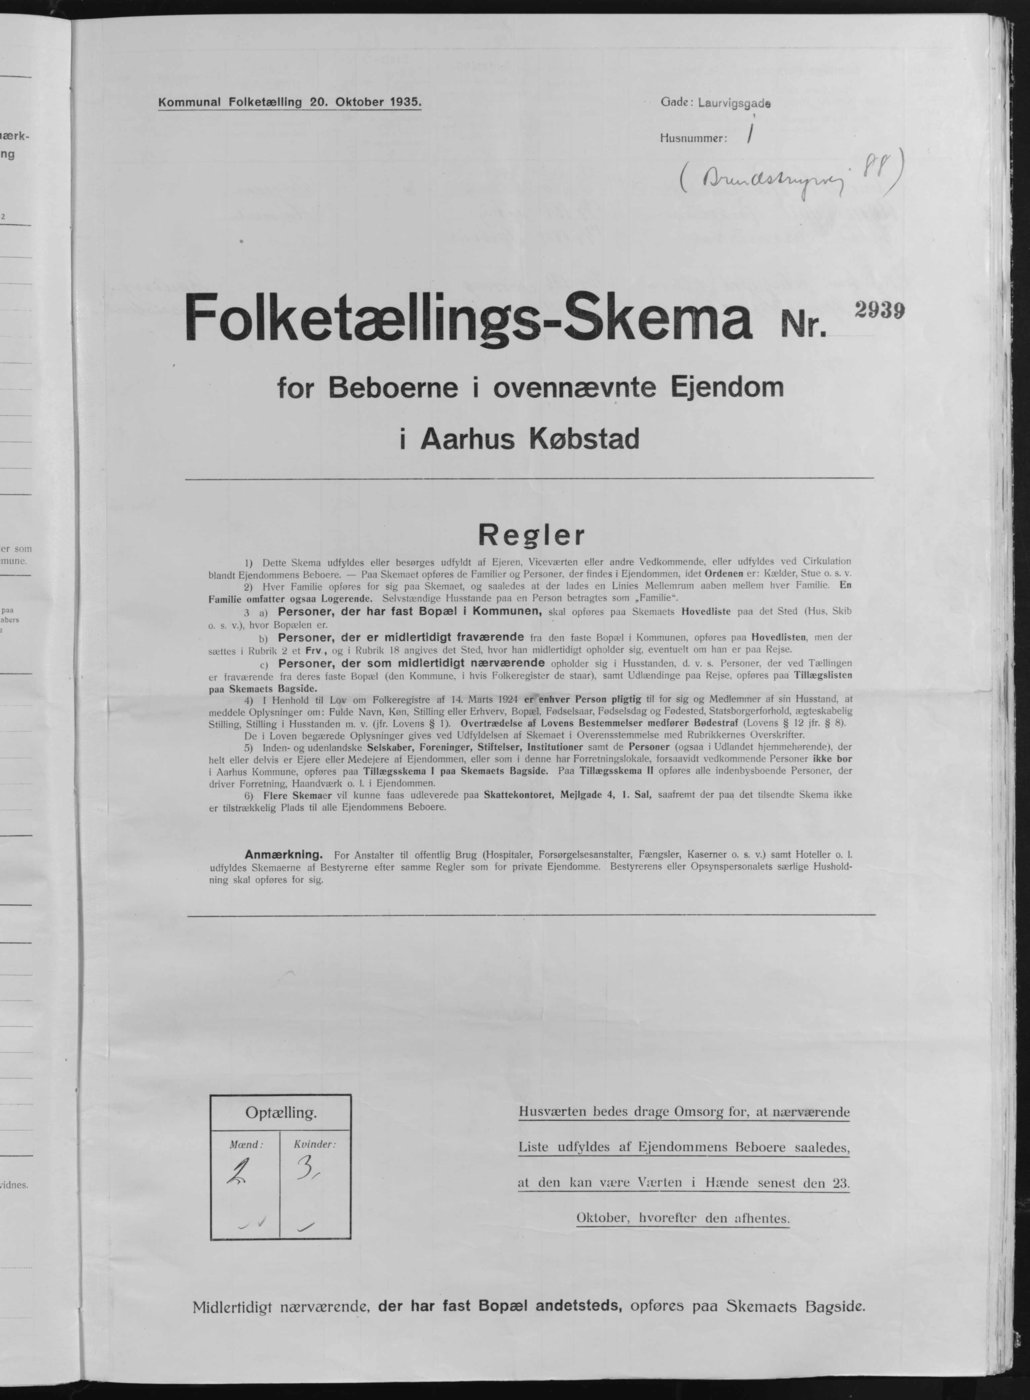 Kommunal Folketælling 20. Oktober 1935.
Gade: Laurvigsgade
Husnummer: 1
(Brendstrupvej 88)
Folketællings-Skema Nr. 2939
for Beboerne i ovennævnte Ejendom
i Aarhus Købstad
Regler
1) Dette Skema udfyldes eller besørges udfyldt af Ejeren, Viceværten eller andre Vedkommende, eller udfyldes ved Cirkulation
blandt Ejendommens Beboere. — Paa Skemaet opføres de Familier og Personer, der findes i Ejendommen, idet Ordenen er: Kælder, Stue o. s. v.
2) Hver Familie opføres for sig paa Skemaet, og saaledes at der lades en Linies Mellemrum aaben mellem hver Familie. En
Familie omfatter ogsaa Logerende. Selvstændige Husstande paa en Person betragtes som „Familie“.
3 a) Personer, der har fast Bopæl i Kommunen, skal opføres paa Skemaets Hovedliste paa det Sted (Hus, Skib
o. s. v.), hvor Bopælen er.
b) Personer, der er midlertidigt fraværende fra den faste Bopæl i Kommunen, opføres paa Hovedlisten, men der
sættes i Rubrik 2 et Frv., og i Rubrik 18 angives det Sted, hvor han midlertidigt opholder sig, eventuelt om han er paa Rejse.
c) Personer, der som midlertidigt nærværende opholder sig i Husstanden, d. v. s. Personer, der ved Tællingen
er fraværende fra deres faste Bopæl (den Kommune, i hvis Folkeregister de staar), samt Udlændinge paa Rejse, opføres paa Tillægslisten
paa Skemaets Bagside.
4) I Henhold til Lov om Folkeregistre af 14. Marts 1924 er enhver Person pligtig til for sig og Medlemmer af sin Husstand, at
meddele Oplysninger om: Fulde Navn, Køn, Stilling eller Erhverv, Bopæl, Fødselsaar, Fødselsdag og Fødested, Statsborgerforhold, ægteskabelig
Stilling, Stilling i Husstanden m. v. (jfr. Lovens § 1). Overtrædelse af Lovens Bestemmelser medfører Bødestraf (Lovens § 12 jfr. § 8).
De i Loven begærede Oplysninger gives ved Udfyldelsen af Skemaet i Overensstemmelse med Rubrikkernes Overskrifter.
5) Inden- og udenlandske Selskaber, Foreninger, Stiftelser, Institutioner samt de Personer (ogsaa i Udlandet hjemmehørende), der
helt eller delvis er Ejere eller Medejere af Ejendommen, eller som i denne har Forretningslokale, forsaavidt vedkommende Personer ikke bor
i Aarhus Kommune, opføres paa Tillægsskema I paa Skemaets Bagside. Paa Tillægsskema II opføres alle indenbysboende Personer, der
driver Forretning, Haandværk o. l. i Ejendommen.
6) Flere Skemaer vil kunne faas udleverede paa Skattekontoret, Mejlgade 4, 1. Sal, saafremt der paa det tilsendte Skema ikke
er tilstrækkelig Plads til alle Ejendommens Beboere.
Anmærkning. For Anstalter til offentlig Brug (Hospitaler, Forsørgelsesanstalter, Fængsler, Kaserner o. s. v.) samt Hoteller o. l.
udfyldes Skemaerne af Bestyrerne efter samme Regler som for private Ejendomme. Bestyrerens eller Opsynspersonalets særlige Hushold-
ning skal opføres for sig.
Optælling.
Mænd: Kvinder:
2 3
Husværten bedes drage Omsorg for, at nærværende
Liste udfyldes af Ejendommens Beboere saaledes,
at den kan være Værten i Hænde senest den 23.
Oktober, hvorefter den afhentes.
Midlertidigt nærværende, der har fast Bopæl andetsteds, opføres paa Skemaets Bagside.